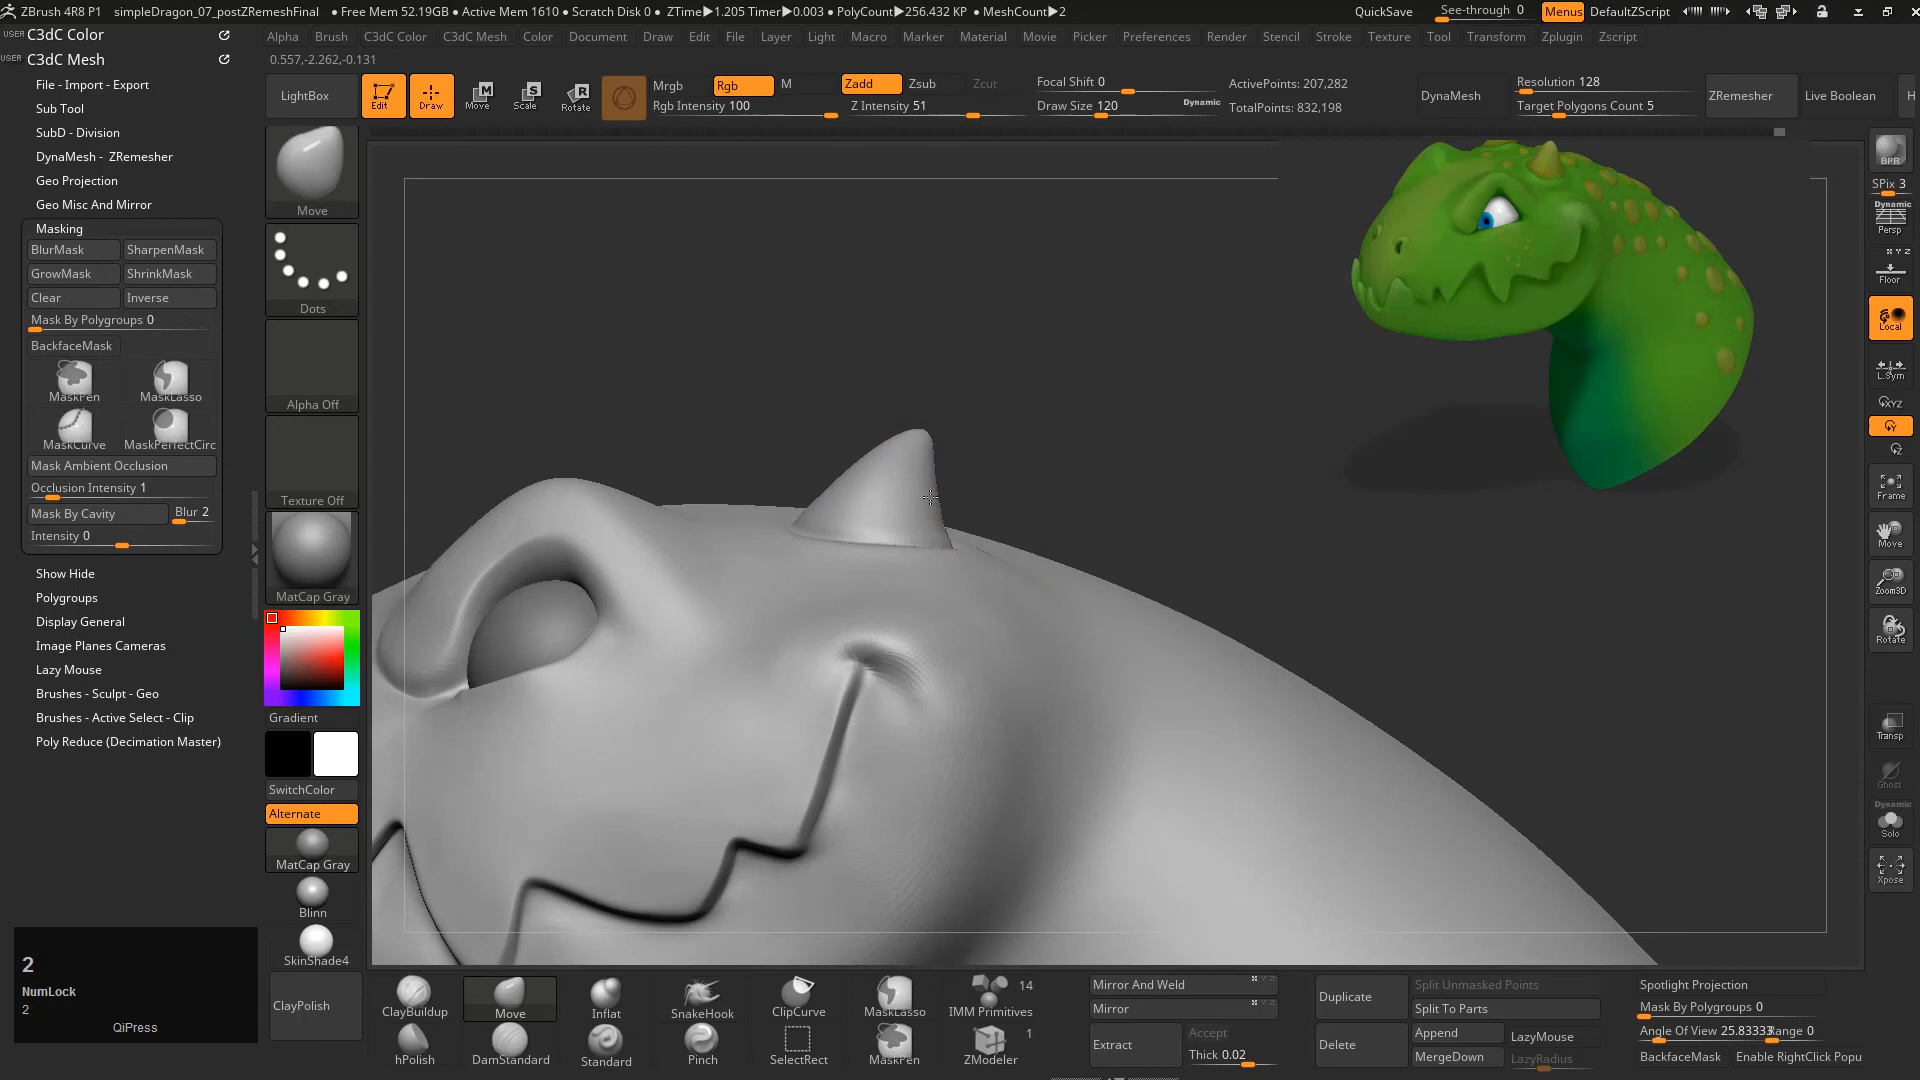 ZBrush 4R8 P1 simpleDragon_07_postZRemeshFinal ● Free Mem 52.19GB ● Active Mem 1610 ● Scratch Disk 0 ● ZTime▶1.205 Timer▶0.003 ● PolyCount▶256.432 KP ● MeshCount▶2 QuickSave See-through 0 Menus DefaultZScript
USER C3dC Color
Alpha Brush C3dC Color C3dC Mesh Color Document Draw Edit File Layer Light Macro Marker Material Movie Picker Preferences Render Stencil Stroke Texture Tool Transform Zplugin Zscript
USER C3dC Mesh
0.557,-2.262,-0.131
File - Import - Export
Sub Tool
SubD - Division
DynaMesh - ZRemesher
Geo Projection
Geo Misc And Mirror
Masking
BlurMask SharpenMask
GrowMask ShrinkMask
Clear Inverse
Mask By Polygroups 0
BackfaceMask
MaskPen MaskLasso
MaskCurve MaskPerfectCirc
Mask Ambient Occlusion
Occlusion Intensity 1
Mask By Cavity Blur 2
Intensity 0
Show Hide
Polygroups
Display General
Image Planes Cameras
Lazy Mouse
Brushes - Sculpt - Geo
Brushes - Active Select - Clip
Poly Reduce (Decimation Master)
2
NumLock
2
QiPress
LightBox
Edit Draw Move Scale Rotate
M S R
Mrgb Rgb M
Rgb Intensity 100
Zadd Zsub Zcut
Z Intensity 51
Focal Shift 0
Draw Size 120 Dynamic
ActivePoints: 207,282
TotalPoints: 832,198
DynaMesh
Resolution 128
Target Polygons Count 5
ZRemesher Live Boolean H
Move
Dots
Alpha Off
Texture Off
MatCap Gray
Gradient
SwitchColor
Alternate
MatCap Gray
Blinn
SkinShade4
ClayPolish
BPR
SPix 3
Dynamic
Persp
X Y Z
Floor
Local
L.Sym
XYZ
Y
Z
Frame
Move
Zoom3D
Rotate
Transp
Ghost
Dynamic
Solo
Xpose
ClayBuildup Move Inflat SnakeHook ClipCurve MaskLasso IMM Primitives 14
hPolish DamStandard Standard Pinch SelectRect MaskPen ZModeler 1
Mirror And Weld
Mirror
Extract Accept
Thick 0.02
Duplicate
Delete
Split Unmasked Points
Split To Parts
Append LazyMouse
MergeDown LazyRadius
Spotlight Projection
Mask By Polygroups 0
Angle Of View 25.83333 Range 0
BackfaceMask Enable RightClick Popu